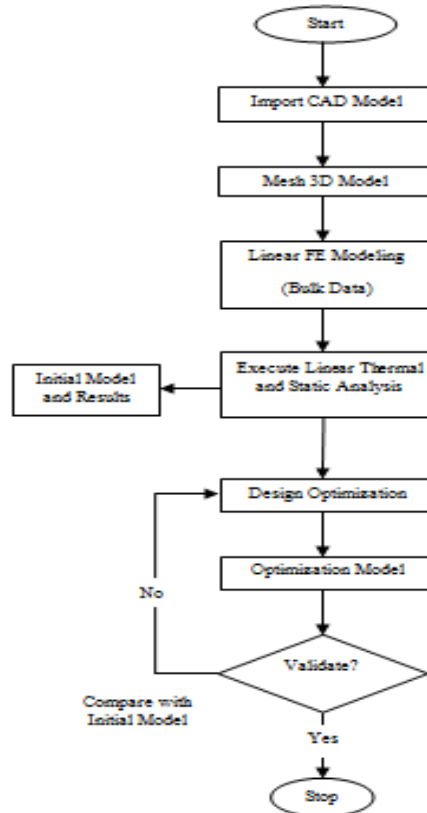 Start
Import CAD Model
Mesh 3D Model
Linear FE Modeling
(Bulk Data)
Execute Linear Thermal
and Static Analysis
Initial Model
and Results
Design Optimization
Optimization Model
No
Validate?
Compare with
Initial Model
Yes
Stop